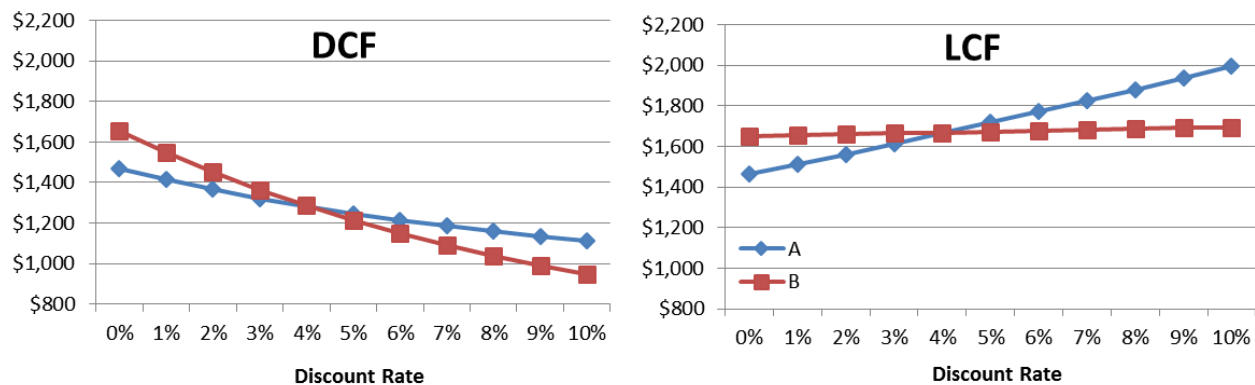 DCF
$2,200
$2,000
$1,800
$1,600
$1,400
$1,200
$1,000
$800
0% 1% 2% 3% 4% 5% 6% 7% 8% 9% 10%
Discount Rate
LCF
$2,200
$2,000
$1,800
$1,600
$1,400
$1,200
$1,000
$800
A
B
0% 1% 2% 3% 4% 5% 6% 7% 8% 9% 10%
Discount Rate